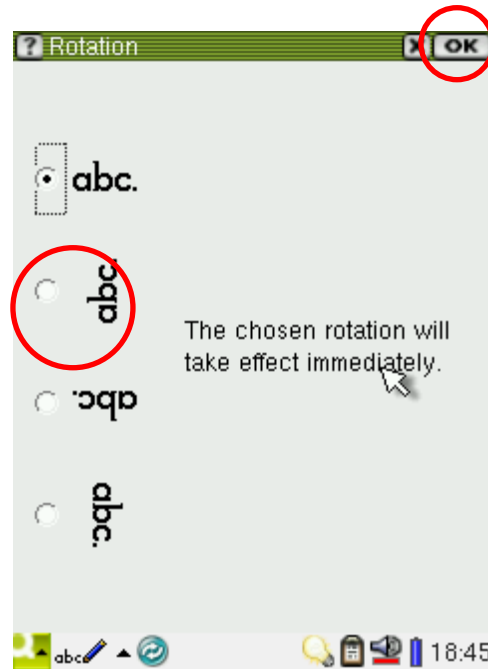 ? Rotation X OK
abc.
abc.
The chosen rotation will
take effect immediately.
abc.
abc.
abc 18:45